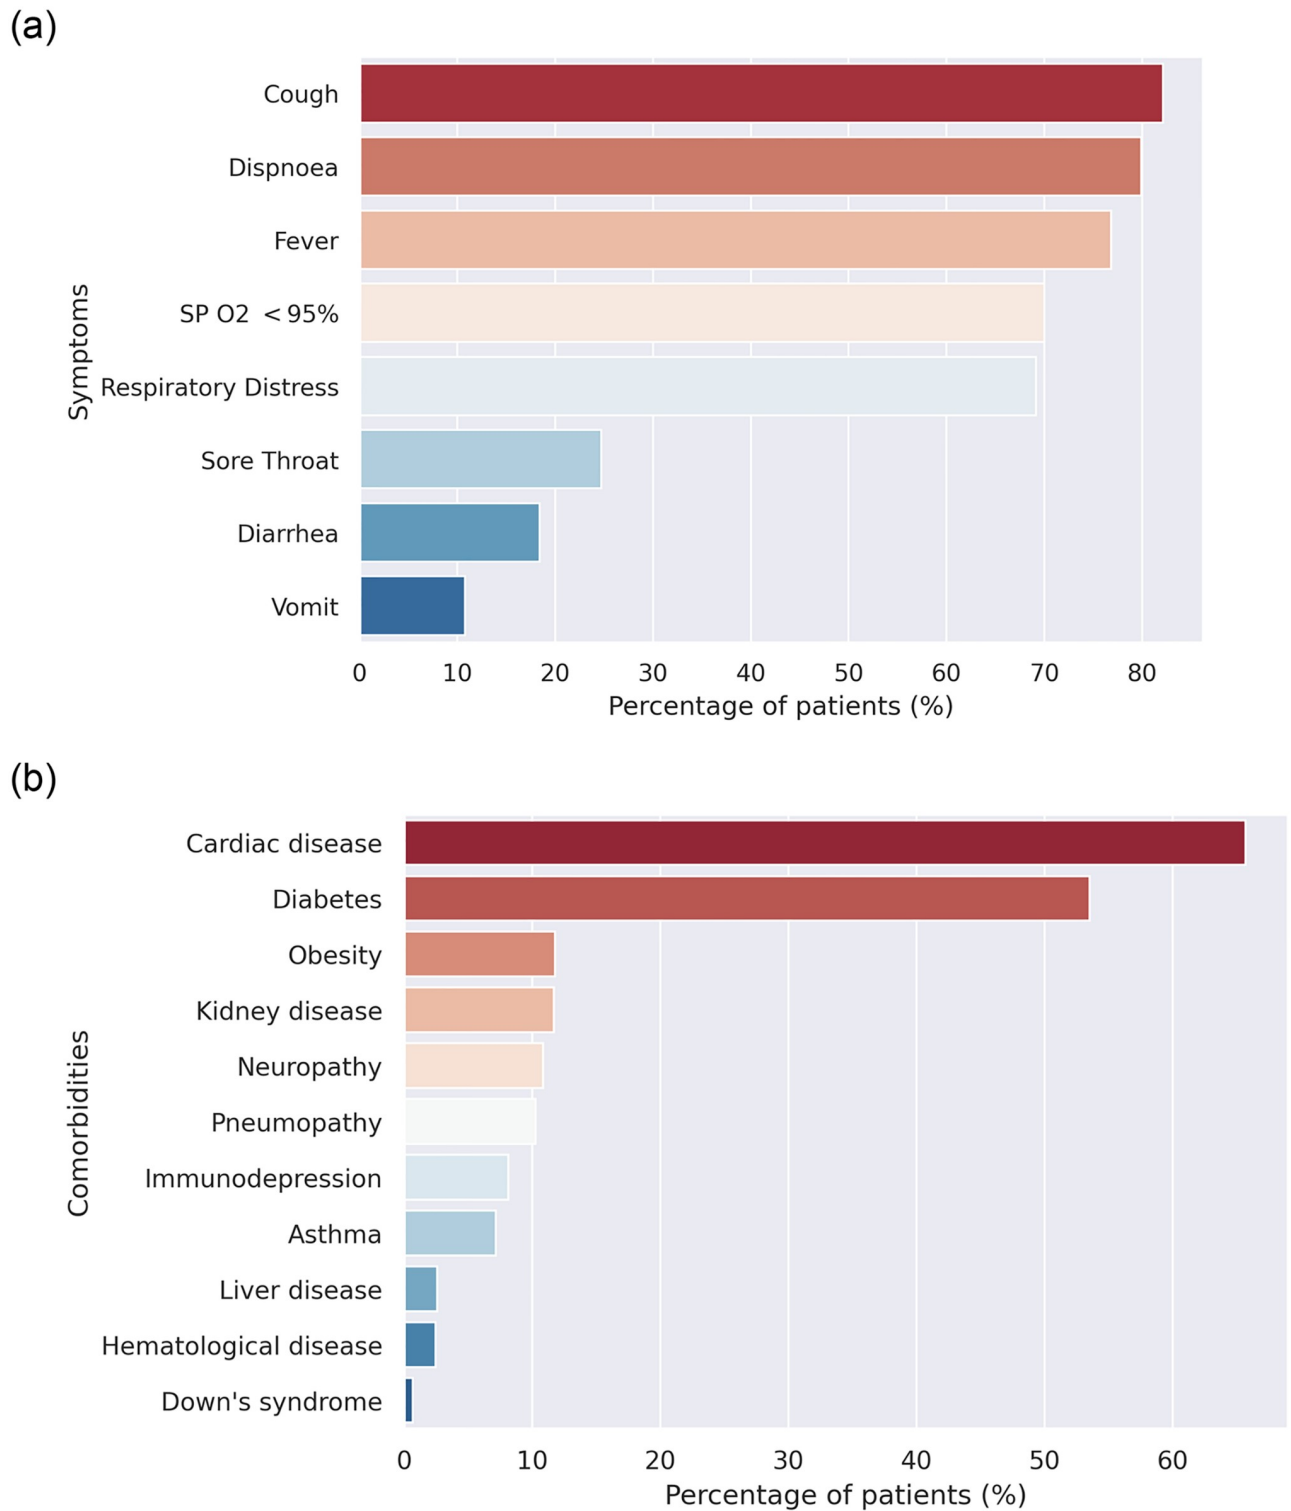 (a)
Cough
Dispnoea
Fever
SP O2 < 95%
Respiratory Distress
Sore Throat
Diarrhea
Vomit
Symptoms
0 10 20 30 40 50 60 70 80
Percentage of patients (%)
(b)
Cardiac disease
Diabetes
Obesity
Kidney disease
Neuropathy
Pneumopathy
Immunodepression
Asthma
Liver disease
Hematological disease
Down's syndrome
Comorbidities
0 10 20 30 40 50 60
Percentage of patients (%)